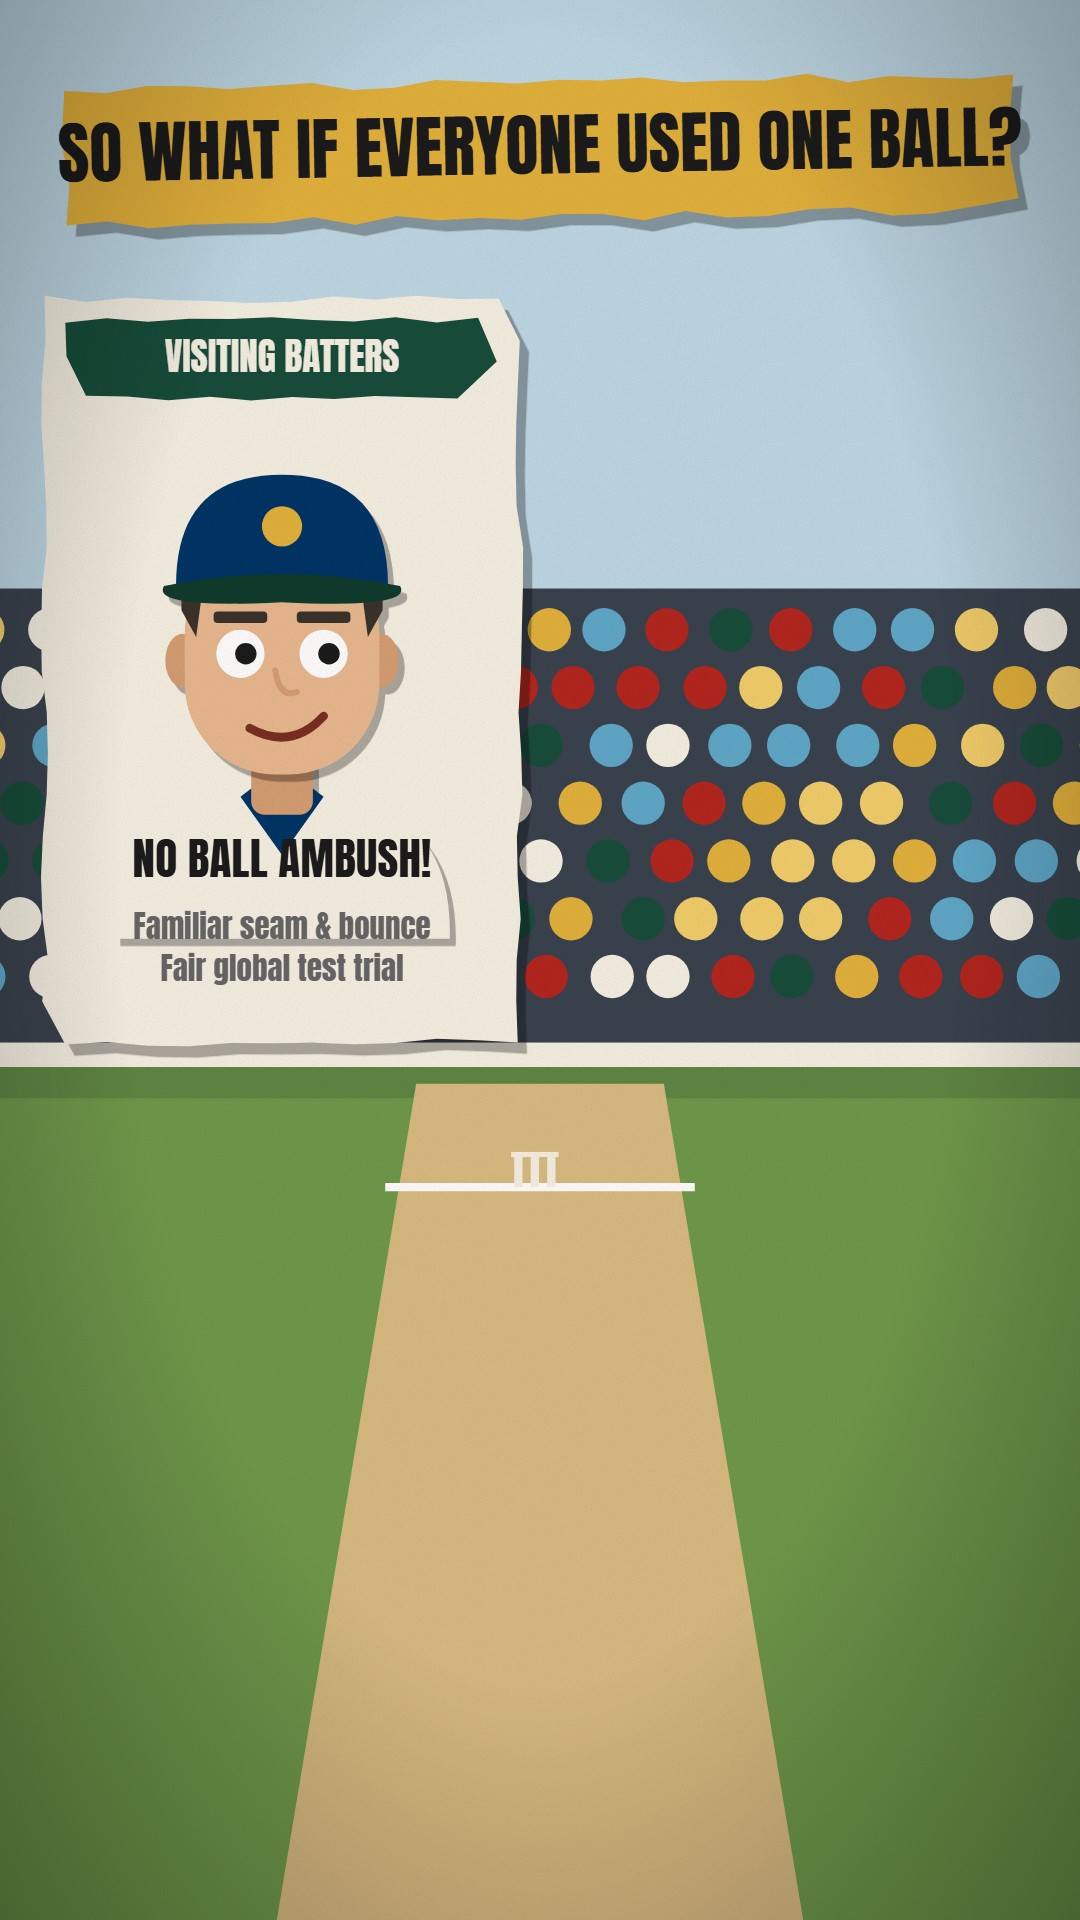 SO WHAT IF EVERYONE USED ONE BALL?
VISITING BATTERS
NO BALL AMBUSH!
Familiar seam & bounce
Fair global test trial